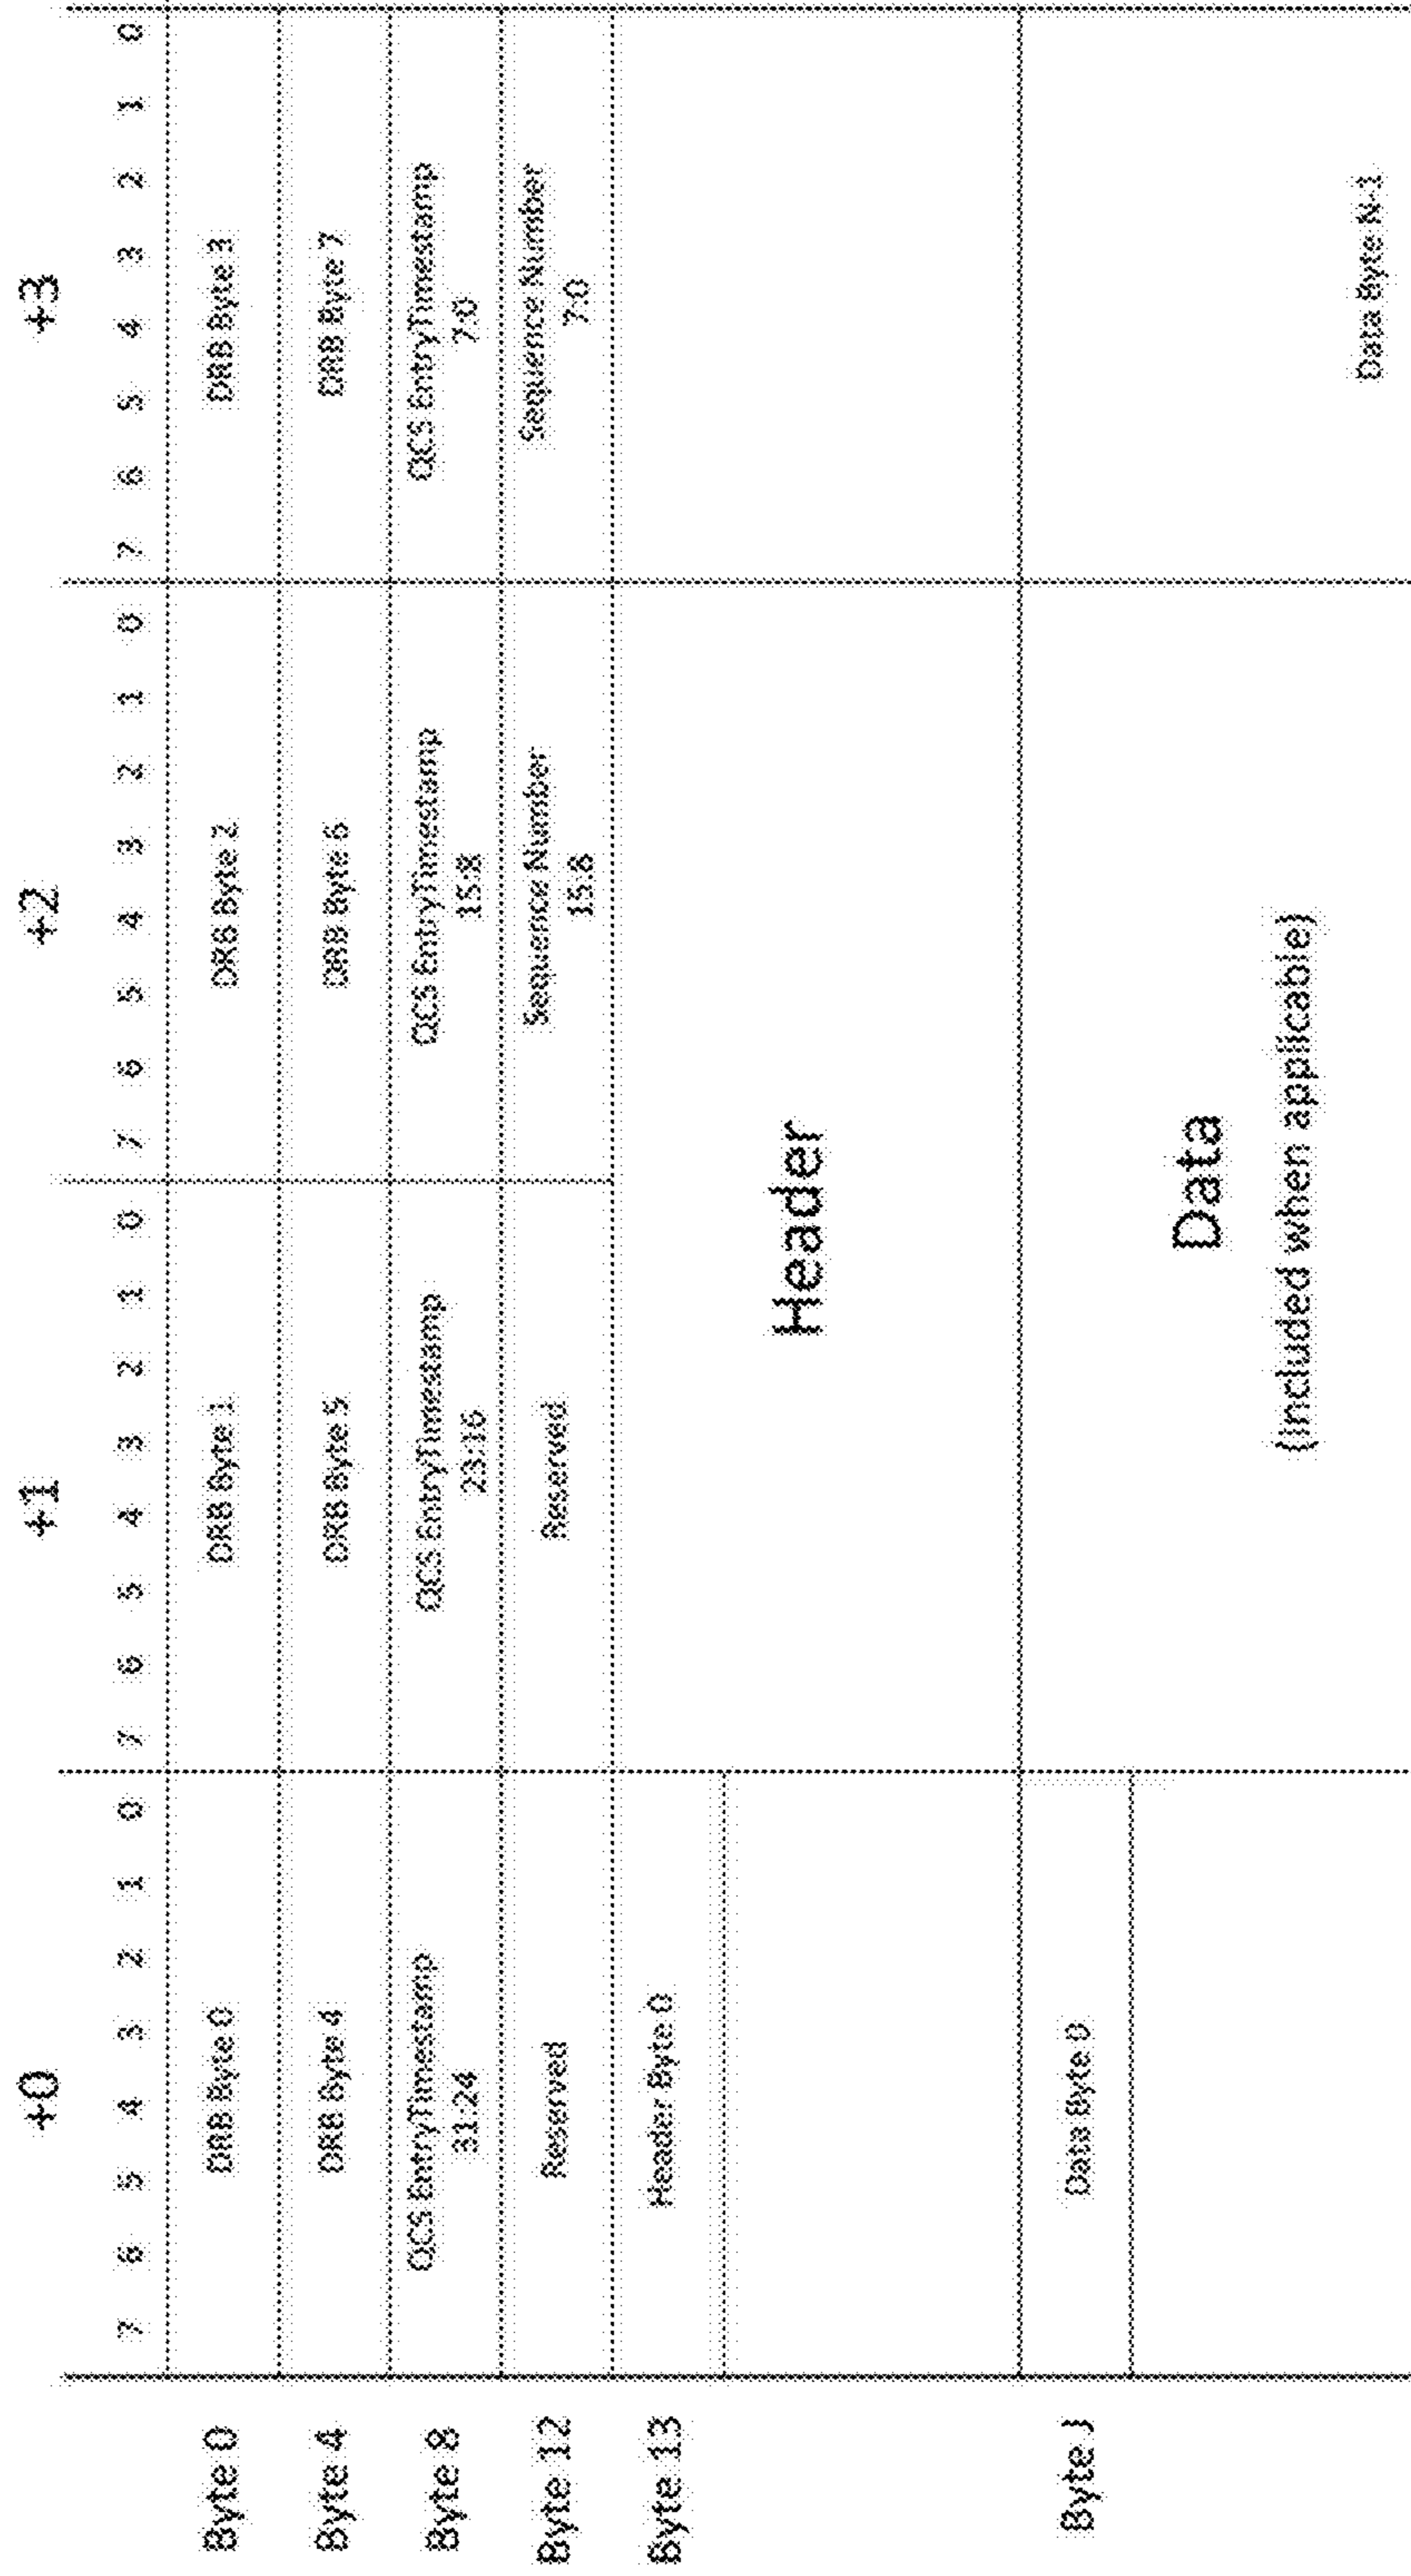 +0 +1 +2 +3
7 6 5 4 3 2 1 0 7 6 5 4 3 2 1 0 7 6 5 4 3 2 1 0 7 6 5 4 3 2 1 0
Byte 0 DRB Byte 0 DRB Byte 1 DRB Byte 2 DRB Byte 3
Byte 4 DRB Byte 4 DRB Byte 5 DRB Byte 6 DRB Byte 7
Byte 8 QCS EntryTimestamp QCS EntryTimestamp QCS EntryTimestamp QCS EntryTimestamp
31:24 23:16 15:8 7:0
Byte 12 Reserved Reserved Sequence Number Sequence Number
15:8 7:0
Byte 13 Header Byte 0
Header
Byte J Data Byte 0
Data
(included when applicable)
Data Byte N-1